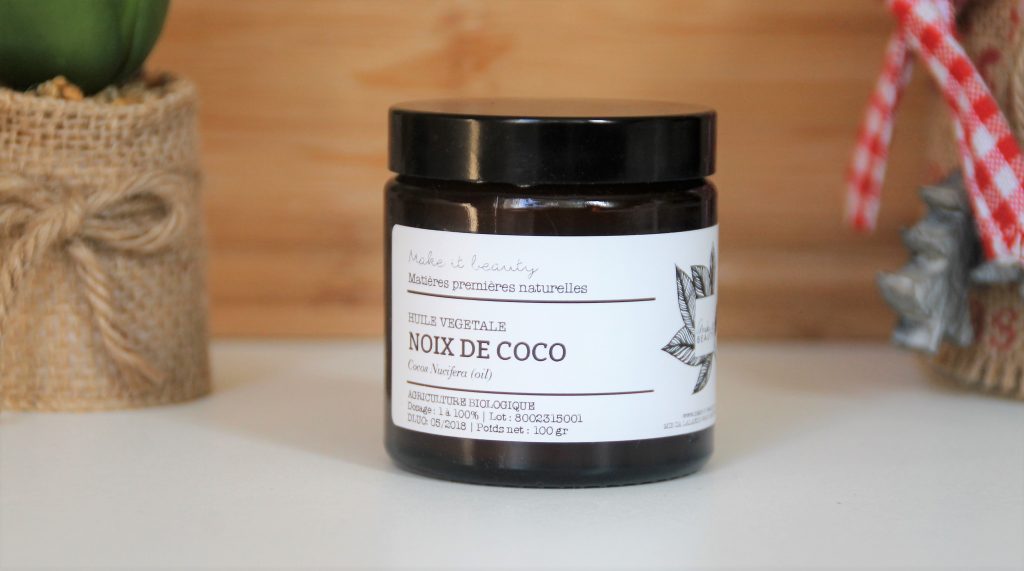 Make it beauty
Matières premières naturelles
HUILE VEGETALE
NOIX DE COCO
Cocos Nucifera (oil)
AGRICULTURE BIOLOGIQUE
Dosage : 1 à 100% | Lot : 8002315001
DLUO: 05/2018 | Poids net : 100 gr